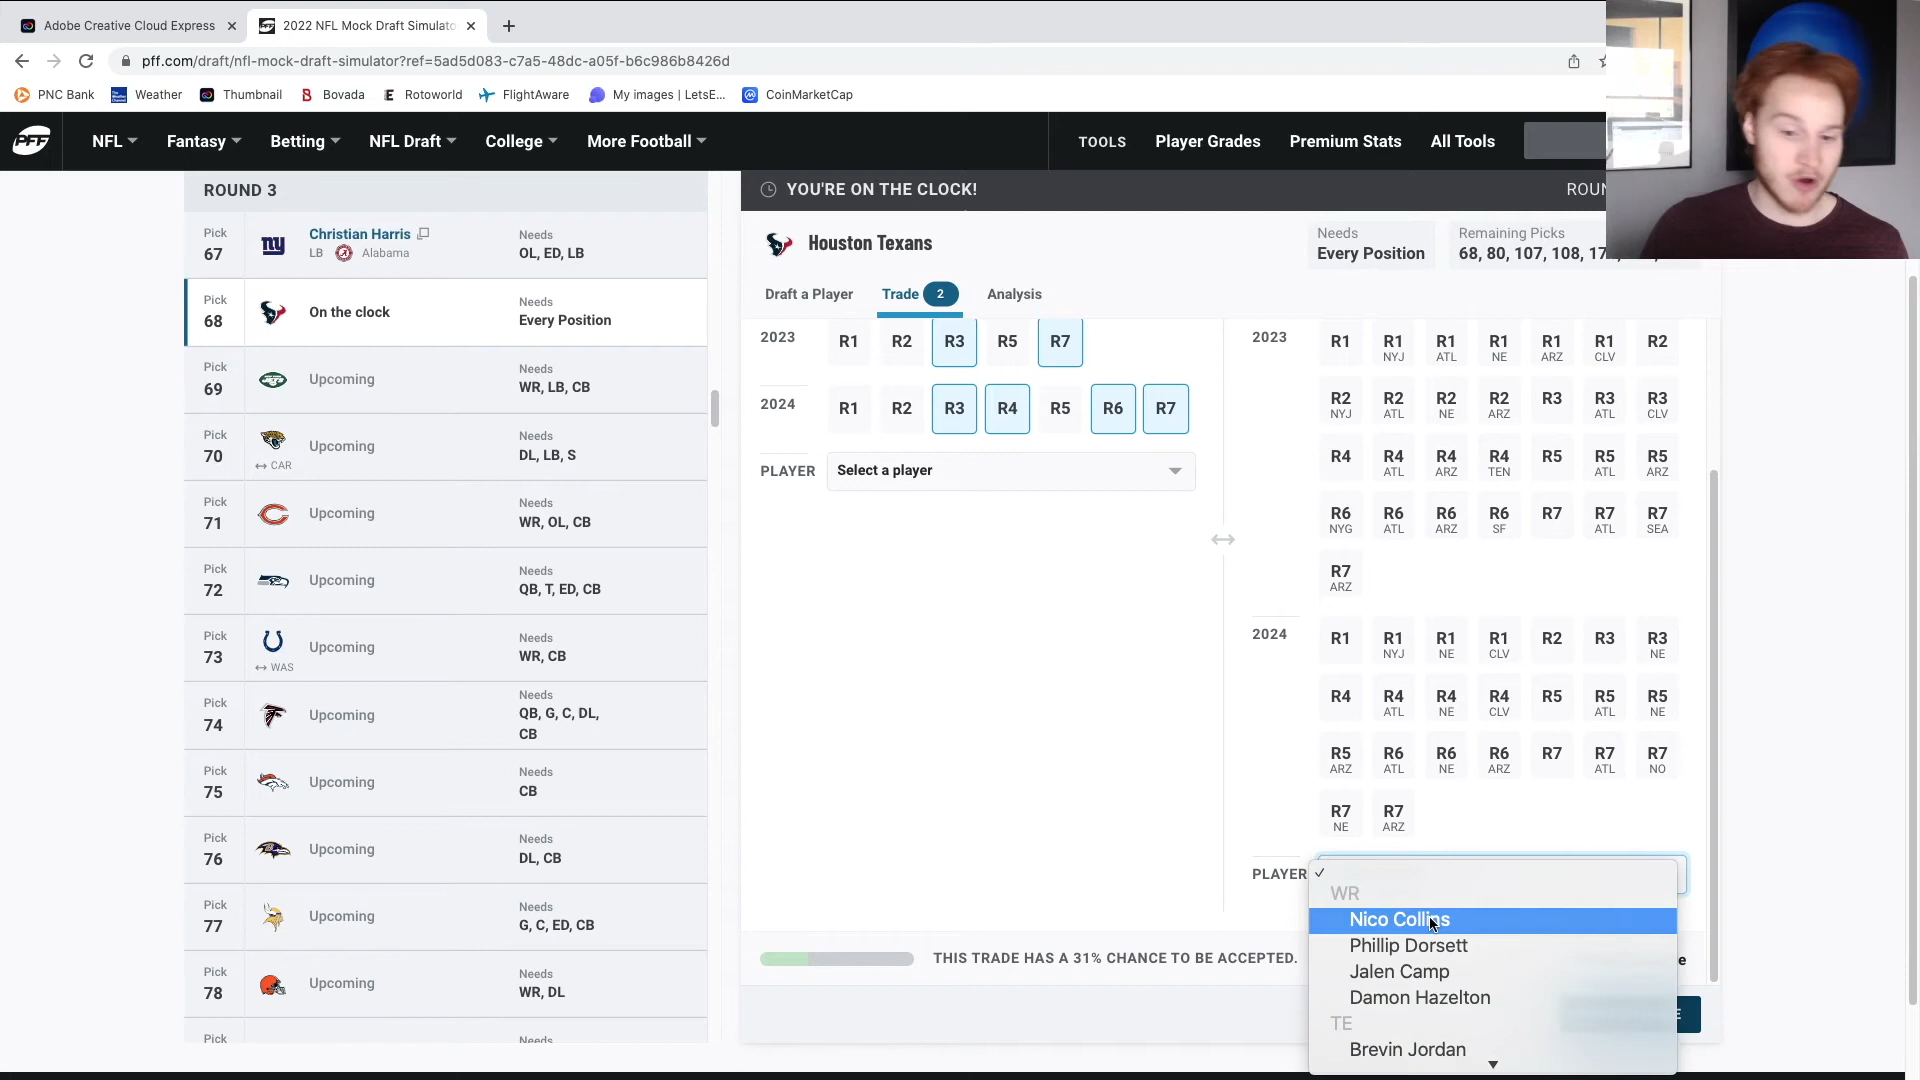 Adobe Creative Cloud Express
2022 NFL Mock Draft Simulato
pff.com/draft/nfl-mock-draft-simulator?ref=5ad5d083-c7a5-48dc-a05f-b6c986b8426d
PNC Bank Weather Thumbnail Bovada Rotoworld FlightAware My images | LetsE... CoinMarketCap
PFF NFL Fantasy Betting NFL Draft College More Football TOOLS Player Grades Premium Stats All Tools
ROUND 3
Pick 67
ny
Christian Harris
LB Alabama
Needs
OL, ED, LB
Pick 68
On the clock
Needs
Every Position
Pick 69
Upcoming
Needs
WR, LB, CB
Pick 70
↔ CAR
Upcoming
Needs
DL, LB, S
Pick 71
Upcoming
Needs
WR, OL, CB
Pick 72
Upcoming
Needs
QB, T, ED, CB
Pick 73
↔ WAS
Upcoming
Needs
WR, CB
Pick 74
Upcoming
Needs
QB, G, C, DL,
CB
Pick 75
Upcoming
Needs
CB
Pick 76
Upcoming
Needs
DL, CB
Pick 77
Upcoming
Needs
G, C, ED, CB
Pick 78
Upcoming
Needs
WR, DL
Pick
Needs
YOU'RE ON THE CLOCK!
Houston Texans
Needs
Every Position
Remaining Picks
68, 80, 107, 108, 17
Draft a Player Trade 2 Analysis
2023 R1 R2 R3 R5 R7
2024 R1 R2 R3 R4 R5 R6 R7
PLAYER Select a player
2023
R1 R1 R1 R1 R1 R1 R2
NYJ ATL NE ARZ CLV
R2 R2 R2 R2 R3 R3 R3
NYJ ATL NE ARZ ATL CLV
R4 R4 R4 R4 R5 R5 R5
ATL ARZ TEN ATL ARZ
R6 R6 R6 R6 R7 R7 R7
NYG ATL ARZ SF ATL SEA
R7
ARZ
2024
R1 R1 R1 R1 R2 R3 R3
NYJ NE CLV NE
R4 R4 R4 R4 R5 R5 R5
ATL NE CLV ATL NE
R5 R6 R6 R6 R7 R7 R7
ARZ ATL NE ARZ ATL NO
R7 R7
NE ARZ
PLAYER
WR
Nico Collins
Phillip Dorsett
Jalen Camp
Damon Hazelton
TE
Brevin Jordan
THIS TRADE HAS A 31% CHANCE TO BE ACCEPTED.